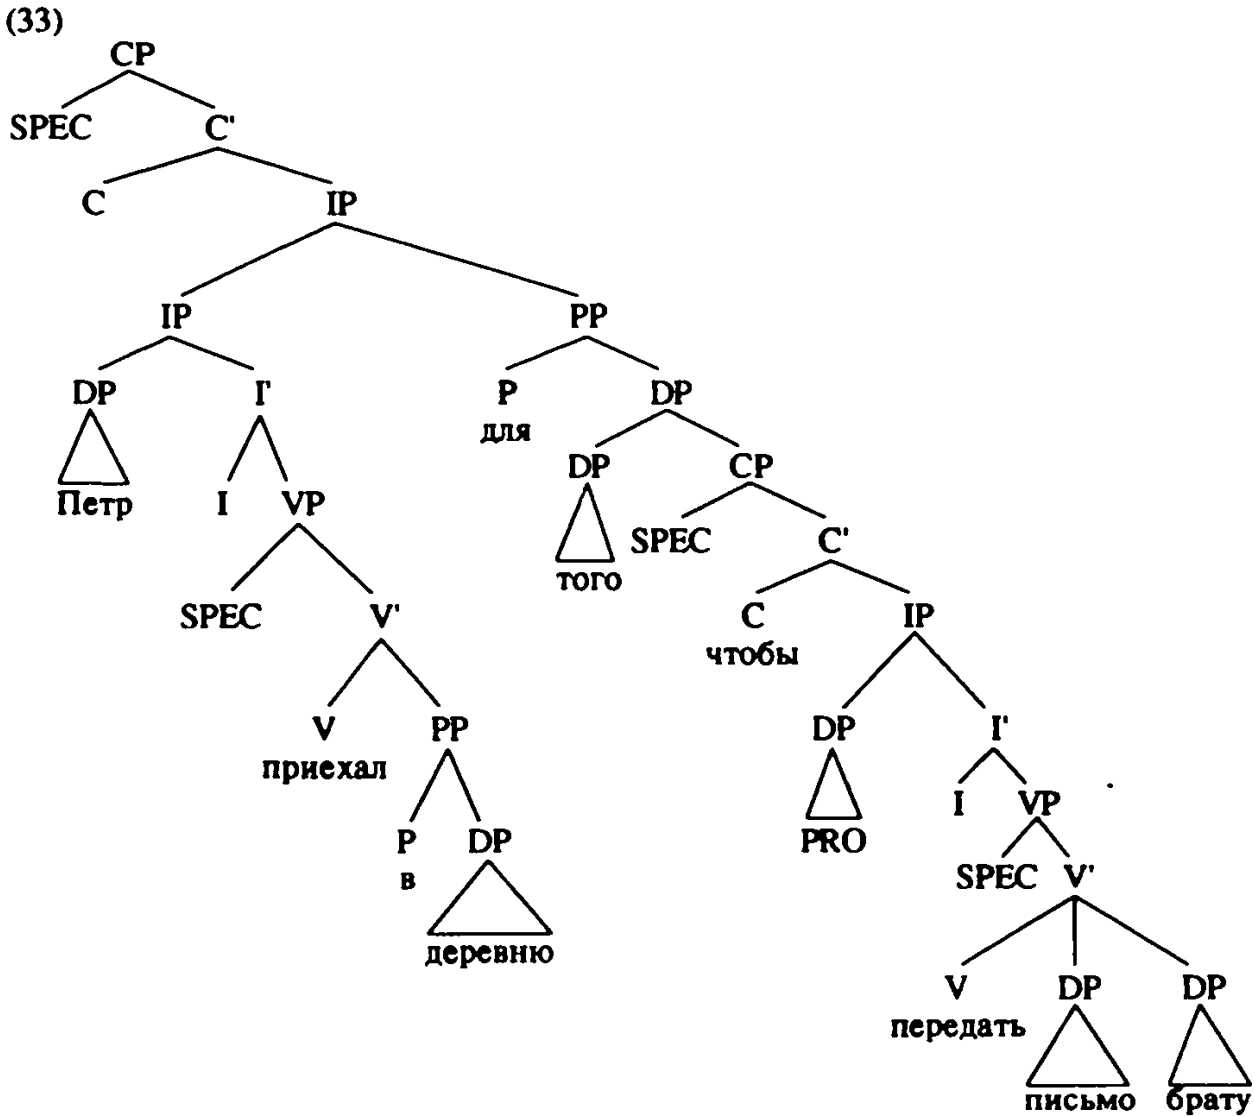 (33)
CP
SPEC C'
C IP
IP PP
DP I' P DP
для
DP CP
Петр I VP SPEC C'
того
SPEC V' C IP
чтобы
V PP DP I'
приехал
I VP
P DP PRO
в SPEC V'
деревню
V DP DP
передать
письмо брату